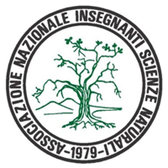 ASSOCIAZIONE NAZIONALE INSEGNANTI SCIENZE NATURALI
-1979-